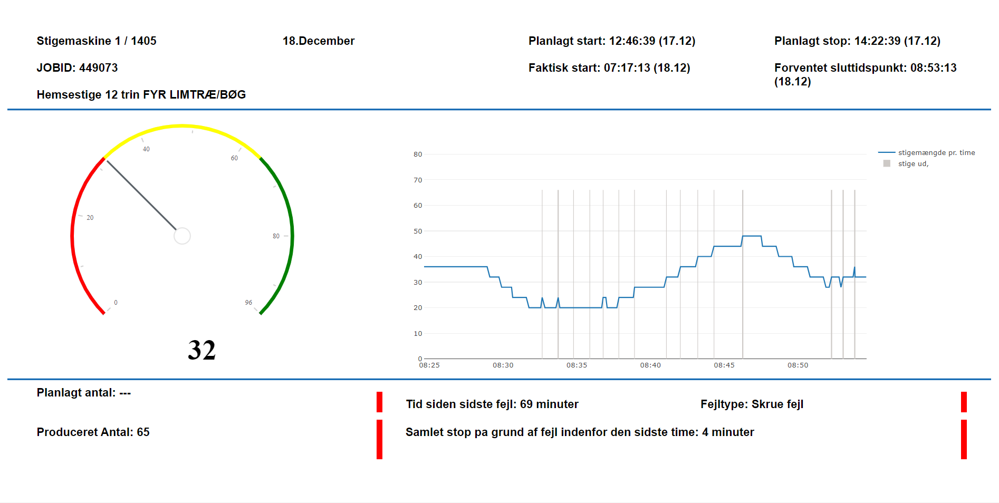 Stigemaskine 1 / 1405
18.December
Planlagt start: 12:46:39 (17.12)
Planlagt stop: 14:22:39 (17.12)
JOBID: 449073
Faktisk start: 07:17:13 (18.12)
Forventet sluttidspunkt: 08:53:13
(18.12)
Hemsestige 12 trin FYR LIMTRÆ/BØG
0
20
40
60
80
96
32
80
70
60
50
40
30
20
10
0
08:25
08:30
08:35
08:40
08:45
08:50
stigemængde pr. time
stige ud,
Planlagt antal: ---
Tid siden sidste fejl: 69 minuter
Fejltype: Skrue fejl
Produceret Antal: 65
Samlet stop pa grund af fejl indenfor den sidste time: 4 minuter